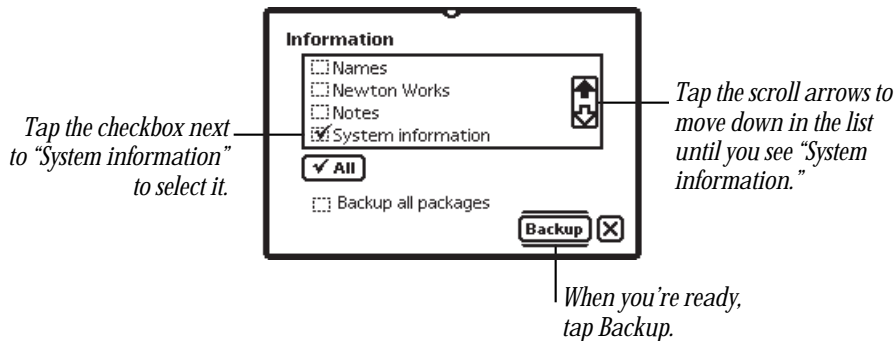 Information
Names
Newton Works
Notes
System information
All
Backup all packages
Backup
Tap the checkbox next
to “System information”
to select it.
Tap the scroll arrows to
move down in the list
until you see “System
information.”
When you’re ready,
tap Backup.